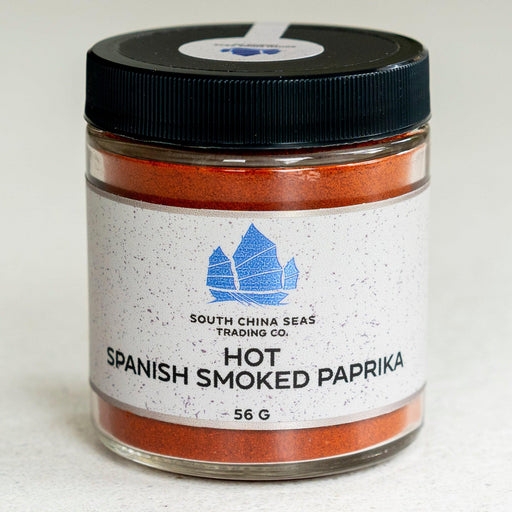 SOUTH CHINA SEAS
TRADING CO.
HOT
SPANISH SMOKED PAPRIKA
56 G